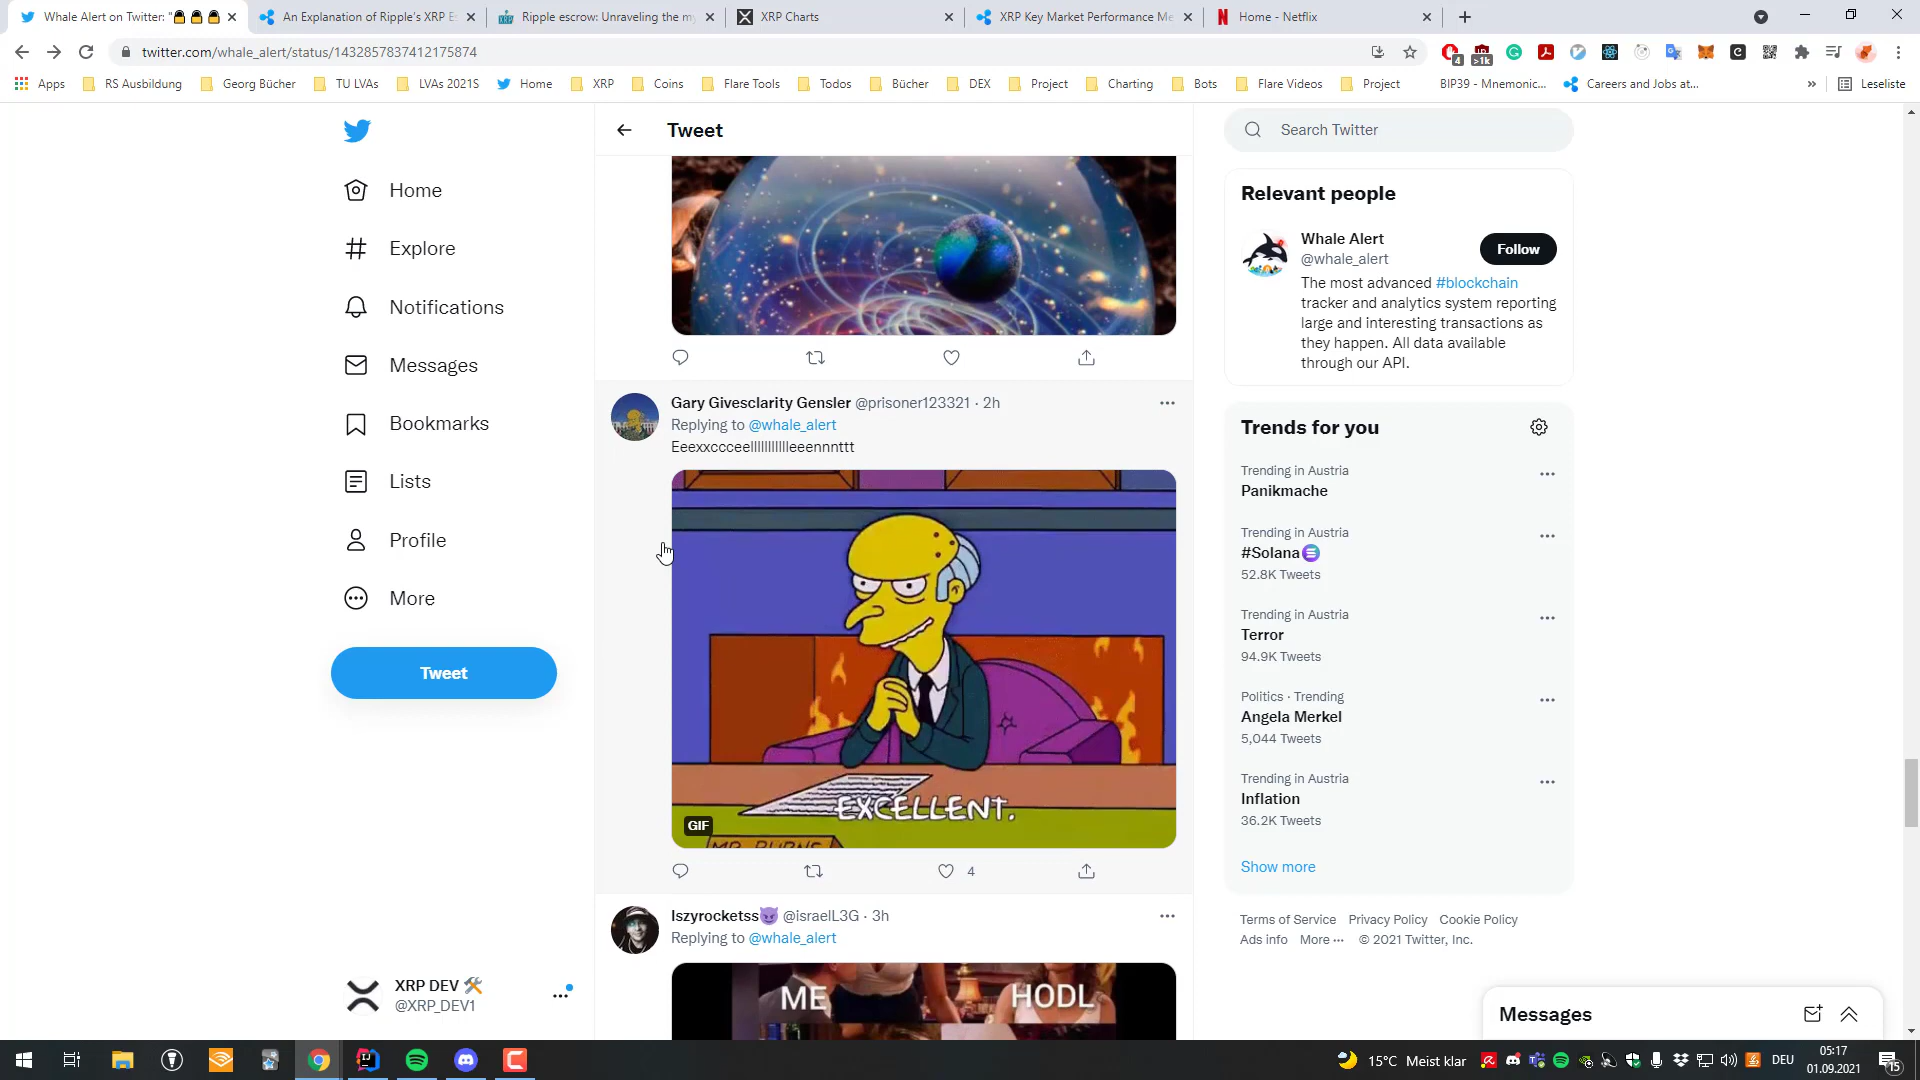 Whale Alert on Twitter: "🔒 🔒 🔒
An Explanation of Ripple's XRP Es
Ripple escrow: Unraveling the my
XRP Charts
XRP Key Market Performance Me
Home - Netflix
twitter.com/whale_alert/status/1432857837412175874
4
>1k
Apps
RS Ausbildung
Georg Bücher
TU LVAs
LVAs 2021S
Home
XRP
Coins
Flare Tools
Todos
Bücher
DEX
Project
Charting
Bots
Flare Videos
Project
BIP39 - Mnemonic...
Careers and Jobs at...
»
Leseliste
Home
Explore
Notifications
Messages
Bookmarks
Lists
Profile
More
Tweet
XRP DEV 🛠
@XRP_DEV1
Tweet
Gary Givesclarity Gensler @prisoner123321 · 2h
Replying to @whale_alert
Eeexxccceelllllllllleeennnttt
EXCELLENT.
GIF
MR. BURNS
4
Iszyrocketss😈 @israelL3G · 3h
Replying to @whale_alert
ME
HODL
Search Twitter
Relevant people
Whale Alert
@whale_alert
Follow
The most advanced #blockchain
tracker and analytics system reporting
large and interesting transactions as
they happen. All data available
through our API.
Trends for you
Trending in Austria
Panikmache
Trending in Austria
#Solana
52.8K Tweets
Trending in Austria
Terror
94.9K Tweets
Politics · Trending
Angela Merkel
5,044 Tweets
Trending in Austria
Inflation
36.2K Tweets
Show more
Terms of Service Privacy Policy Cookie Policy
Ads info More ··· © 2021 Twitter, Inc.
Messages
15°C Meist klar
DEU
05:17
01.09.2021
15